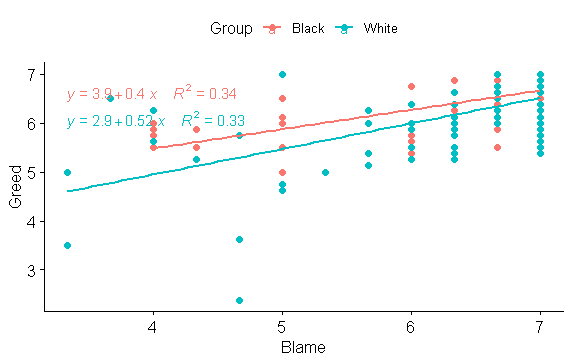 Group a Black a White
7
y = 3.9 + 0.4 x R² = 0.34
6
y = 2.9 + 0.52 x R² = 0.33
5
Greed
4
3
4 5 6 7
Blame